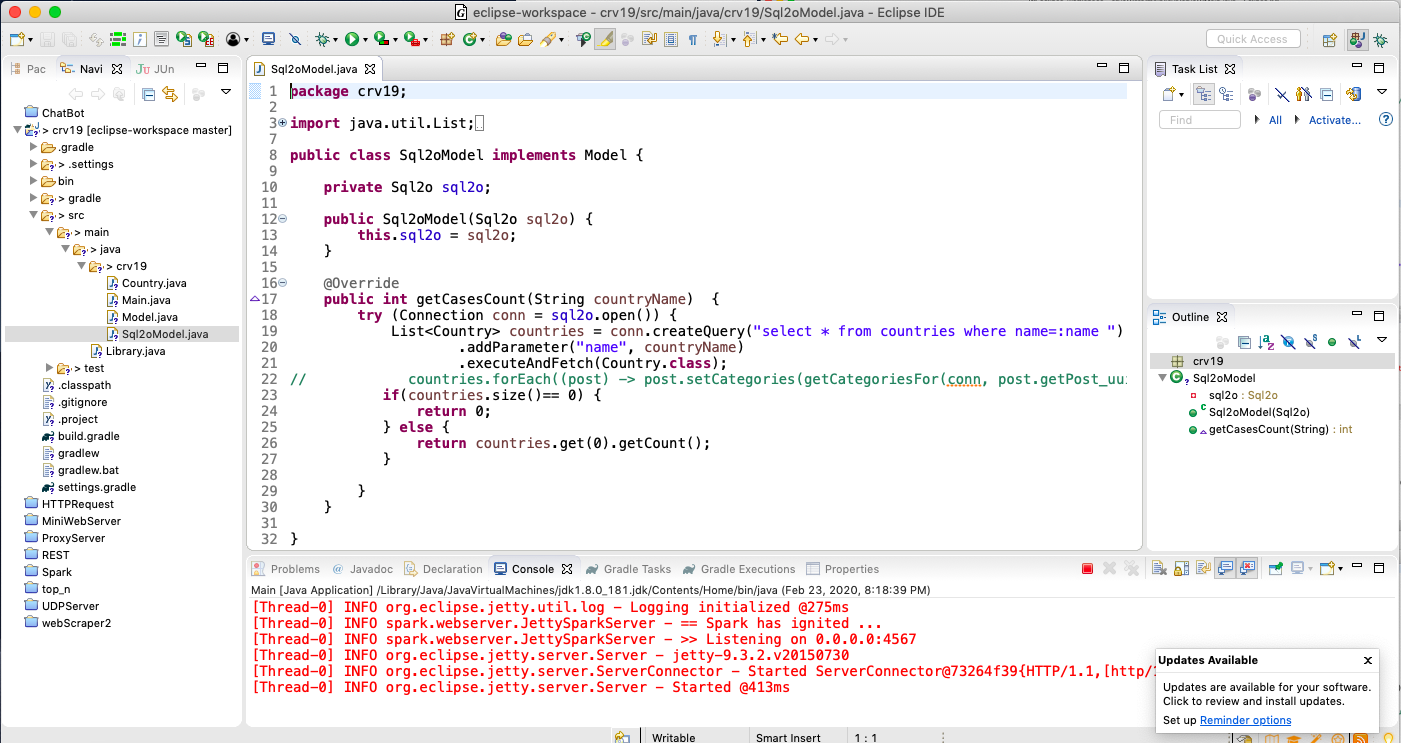 eclipse-workspace - crv19/src/main/java/crv19/Sql2oModel.java - Eclipse IDE
Quick Access
Pac
Navi
JUn
ChatBot
> crv19 [eclipse-workspace master]
.gradle
> .settings
bin
> gradle
> src
> main
> java
> crv19
Country.java
Main.java
Model.java
Sql2oModel.java
Library.java
> test
.classpath
.gitignore
.project
build.gradle
gradlew
gradlew.bat
settings.gradle
HTTPRequest
MiniWebServer
ProxyServer
REST
Spark
top_n
UDPServer
webScraper2
Sql2oModel.java
1 package crv19;
2
3 import java.util.List;
7
8 public class Sql2oModel implements Model {
9
10 private Sql2o sql2o;
11
12 public Sql2oModel(Sql2o sql2o) {
13 this.sql2o = sql2o;
14 }
15
16 @Override
17 public int getCasesCount(String countryName)  {
18 try (Connection conn = sql2o.open()) {
19 List<Country> countries = conn.createQuery("select * from countries where name=:name ")
20 .addParameter("name", countryName)
21 .executeAndFetch(Country.class);
22 // countries.forEach((post) -> post.setCategories(getCategoriesFor(conn, post.getPost_uui
23 if(countries.size()== 0) {
24 return 0;
25 } else {
26 return countries.get(0).getCount();
27 }
28
29 }
30 }
31
32 }
Task List
Find
All
Activate...
Outline
crv19
Sql2oModel
sql2o : Sql2o
Sql2oModel(Sql2o)
getCasesCount(String) : int
Problems
Javadoc
Declaration
Console
Gradle Tasks
Gradle Executions
Properties
Main [Java Application] /Library/Java/JavaVirtualMachines/jdk1.8.0_181.jdk/Contents/Home/bin/java (Feb 23, 2020, 8:18:39 PM)
[Thread-0] INFO org.eclipse.jetty.util.log - Logging initialized @275ms
[Thread-0] INFO spark.webserver.JettySparkServer - == Spark has ignited ...
[Thread-0] INFO spark.webserver.JettySparkServer - >> Listening on 0.0.0.0:4567
[Thread-0] INFO org.eclipse.jetty.server.Server - jetty-9.3.2.v20150730
[Thread-0] INFO org.eclipse.jetty.server.ServerConnector - Started ServerConnector@73264f39{HTTP/1.1,[http/1
[Thread-0] INFO org.eclipse.jetty.server.Server - Started @413ms
Updates Available
Updates are available for your software.
Click to review and install updates.
Set up Reminder options
Writable
Smart Insert
1 : 1